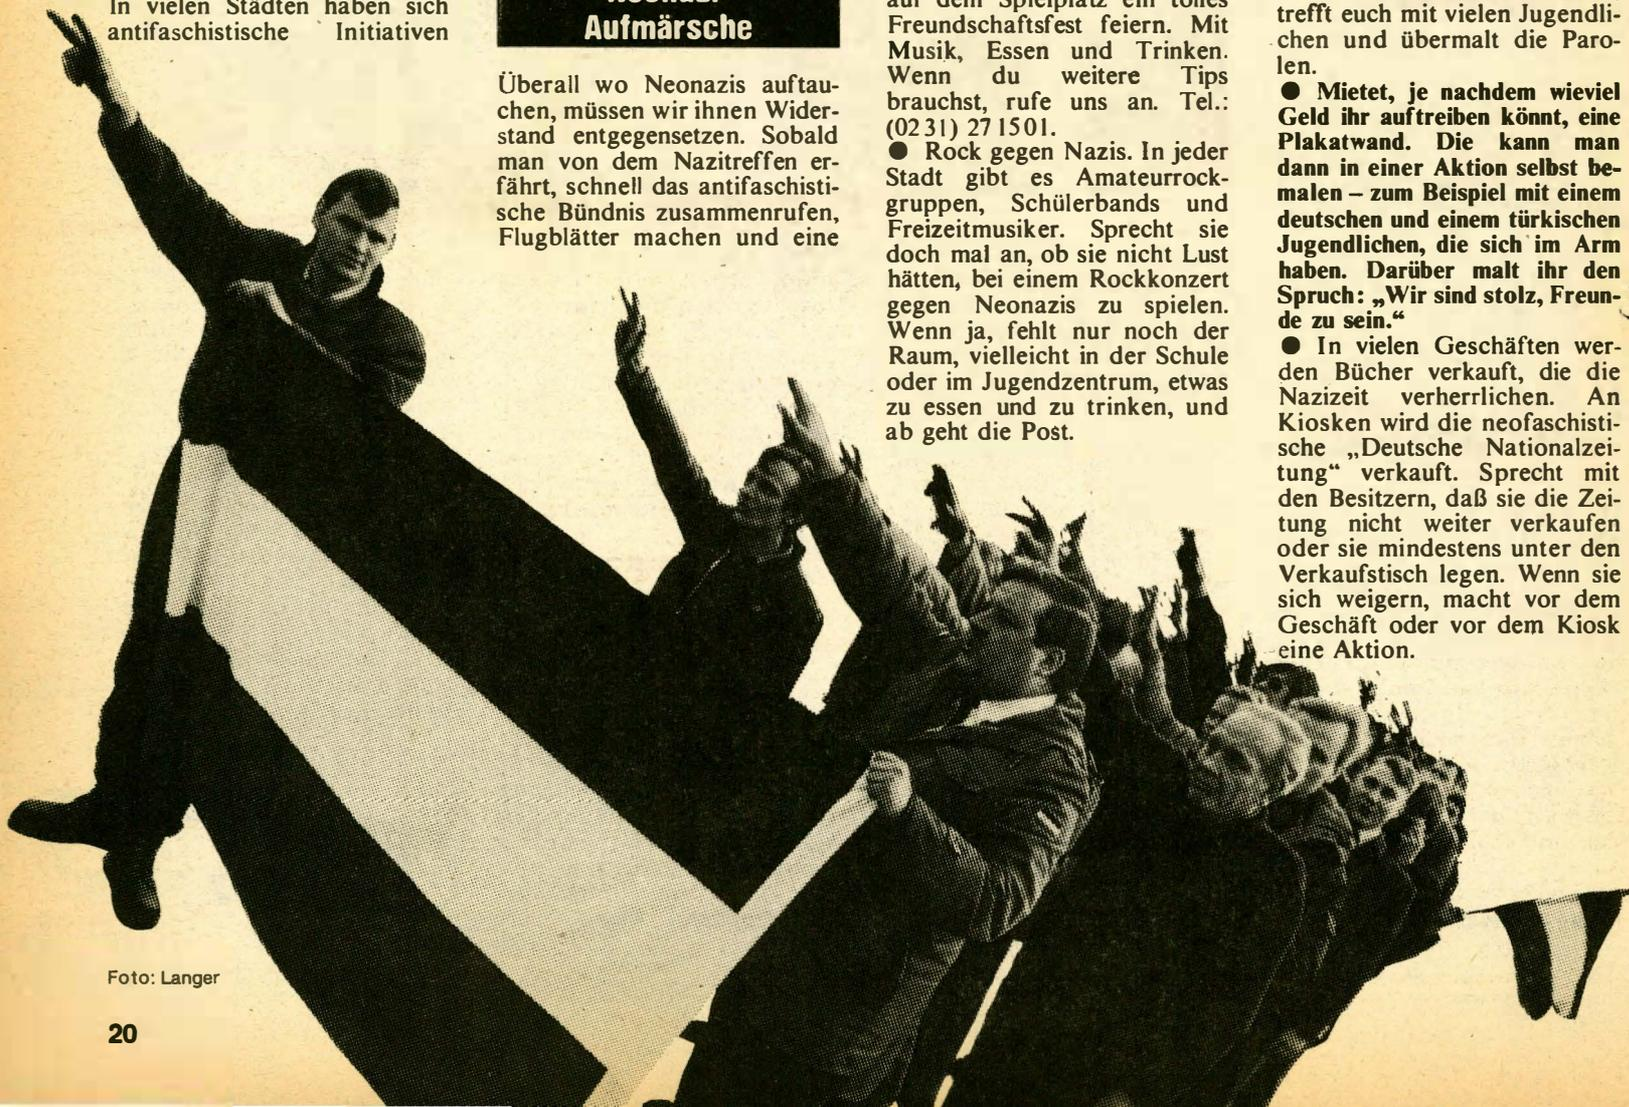 In vielen Städten haben sich
antifaschistische Initiativen
Aufmärsche
Überall wo Neonazis auftau-
chen, müssen wir ihnen Wider-
stand entgegensetzen. Sobald
man von dem Nazitreffen er-
fährt, schnell das antifaschisti-
sche Bündnis zusammenrufen,
Flugblätter machen und eine
auf dem Spielplatz ein tolles
Freundschaftsfest feiern. Mit
Musik, Essen und Trinken.
Wenn du weitere Tips
brauchst, rufe uns an. Tel.:
(02 31) 27 15 01.
● Rock gegen Nazis. In jeder
Stadt gibt es Amateurrock-
gruppen, Schülerbands und
Freizeitmusiker. Sprecht sie
doch mal an, ob sie nicht Lust
hätten, bei einem Rockkonzert
gegen Neonazis zu spielen.
Wenn ja, fehlt nur noch der
Raum, vielleicht in der Schule
oder im Jugendzentrum, etwas
zu essen und zu trinken, und
ab geht die Post.
trefft euch mit vielen Jugendli-
chen und übermalt die Paro-
len.
● Mietet, je nachdem wieviel
Geld ihr auftreiben könnt, eine
Plakatwand. Die kann man
dann in einer Aktion selbst be-
malen – zum Beispiel mit einem
deutschen und einem türkischen
Jugendlichen, die sich im Arm
haben. Darüber malt ihr den
Spruch: „Wir sind stolz, Freun-
de zu sein.“
● In vielen Geschäften wer-
den Bücher verkauft, die die
Nazizeit verherrlichen. An
Kiosken wird die neofaschisti-
sche „Deutsche Nationalzei-
tung“ verkauft. Sprecht mit
den Besitzern, daß sie die Zei-
tung nicht weiter verkaufen
oder sie mindestens unter den
Verkaufstisch legen. Wenn sie
sich weigern, macht vor dem
Geschäft oder vor dem Kiosk
eine Aktion.
Foto: Langer
20